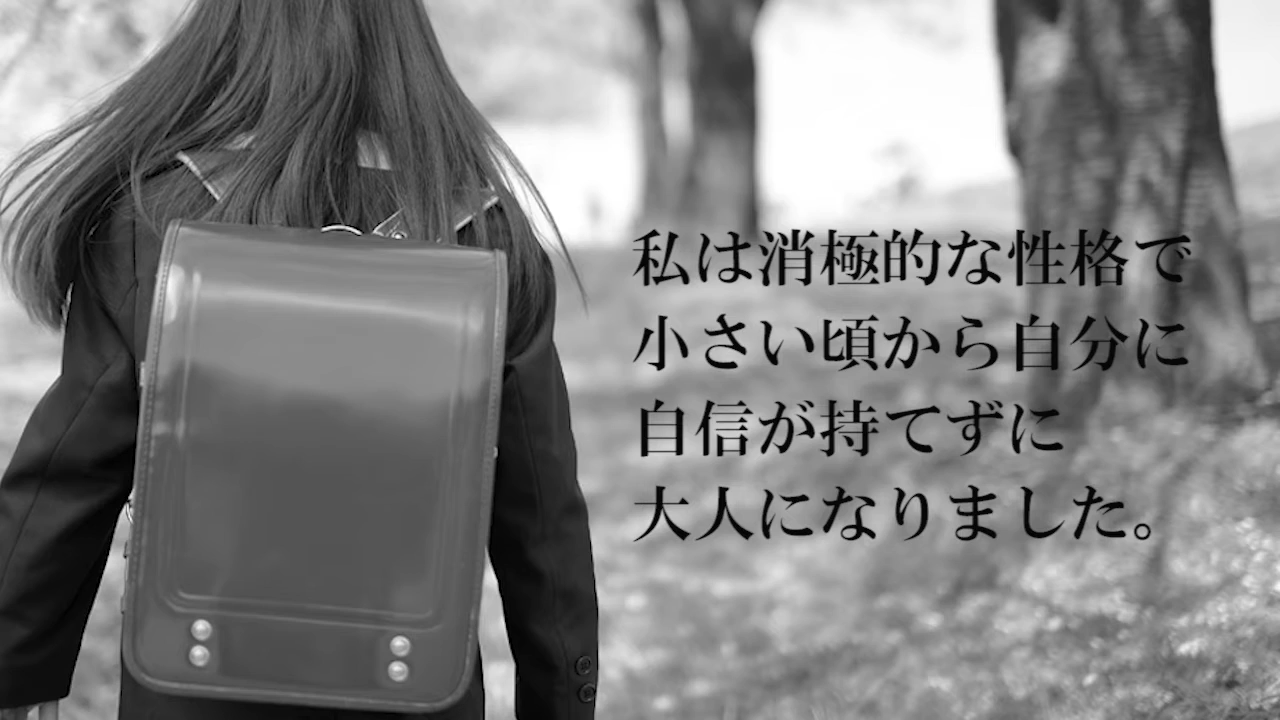 私は消極的な性格で
小さい頃から自分に
自信が持てずに
大人になりました。